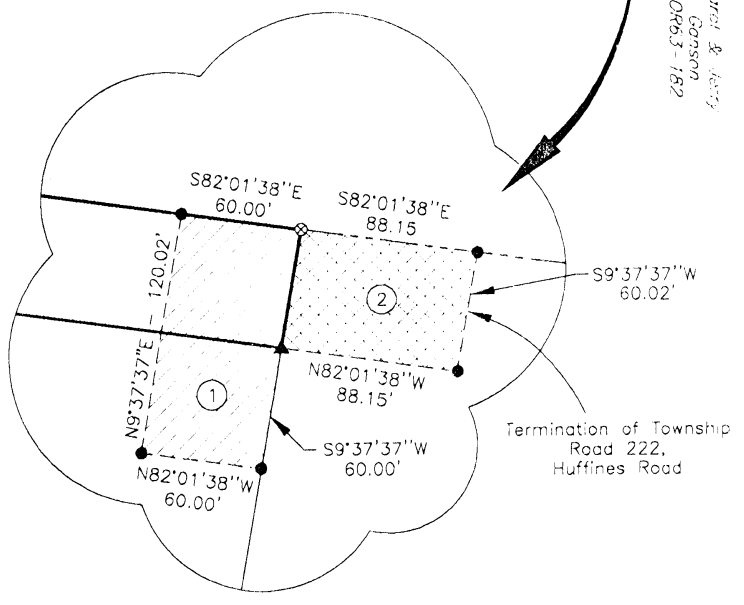 &
Ganson
OR63-182
S82°01'38"E
60.00'
S82°01'38"E
88.15
N9°37'37"E - 120.02'
2
S9°37'37"W
60.02'
N82°01'38"W
88.15'
1
S9°37'37"W
60.00'
N82°01'38"W
60.00'
Termination of Township
Road 222,
Huffines Road